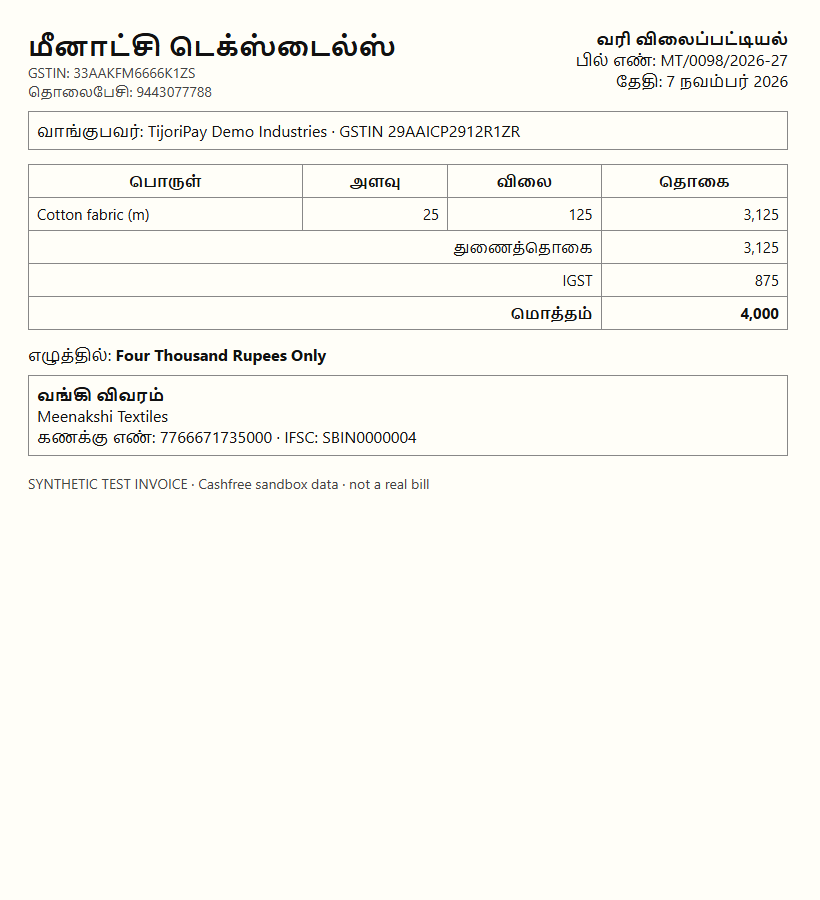 மீனாட்சி டெக்ஸ்டைல்ஸ்
GSTIN: 33AAKFM6666K1ZS
தொலைபேசி: 9443077788
வரி விலைப்பட்டியல்
பில் எண்: MT/0098/2026-27
தேதி: 7 நவம்பர் 2026
வாங்குபவர்: TijoriPay Demo Industries · GSTIN 29AAICP2912R1ZR
பொருள் அளவு விலை தொகை
Cotton fabric (m) 25 125 3,125
துணைத்தொகை 3,125
IGST 875
மொத்தம் 4,000
எழுத்தில்: Four Thousand Rupees Only
வங்கி விவரம்
Meenakshi Textiles
கணக்கு எண்: 7766671735000 · IFSC: SBIN0000004
SYNTHETIC TEST INVOICE · Cashfree sandbox data · not a real bill